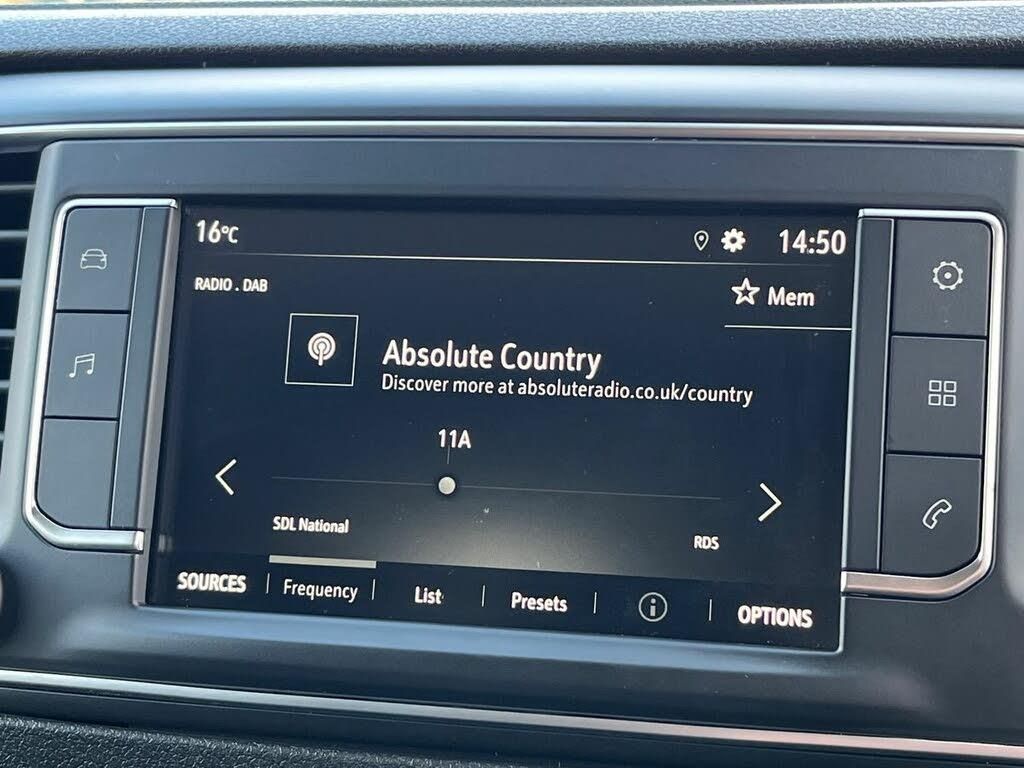 16°C 14:50
RADIO . DAB
Mem
Absolute Country
Discover more at absoluteradio.co.uk/country
11A
SDL National
RDS
SOURCES Frequency List Presets OPTIONS